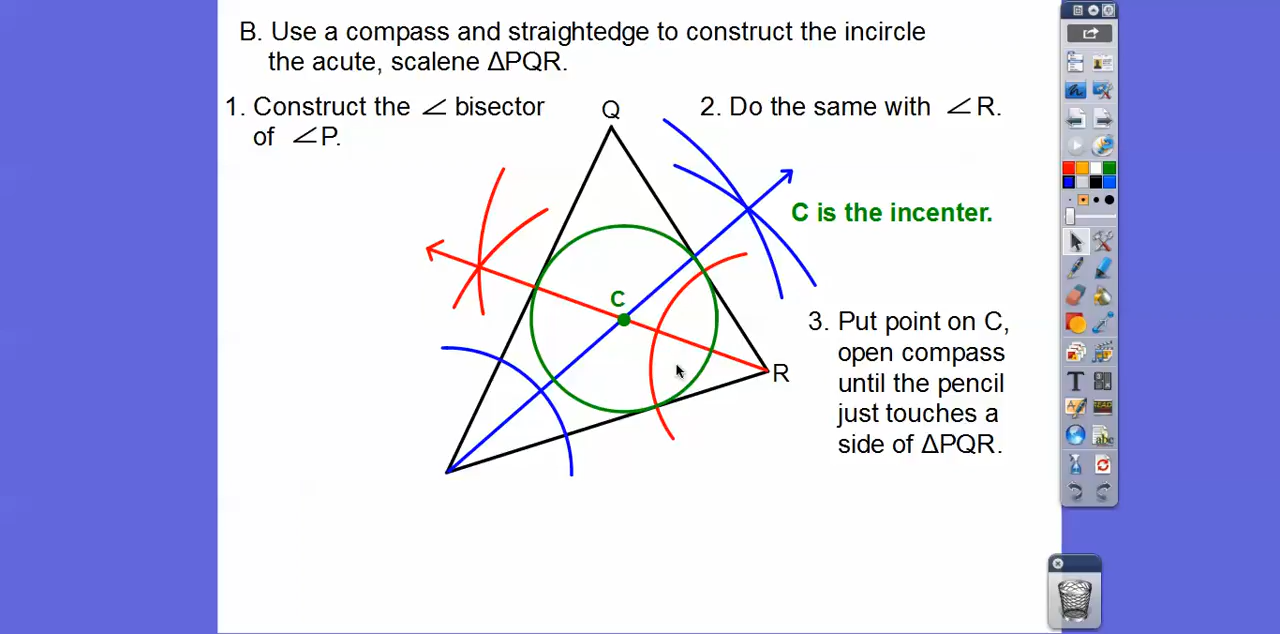 B. Use a compass and straightedge to construct the incircle
the acute, scalene ΔPQR.
1. Construct the ∠ bisector
of ∠P.
Q
2. Do the same with ∠R.
C is the incenter.
C
3. Put point on C,
open compass
until the pencil
just touches a
side of ΔPQR.
R
T
abc